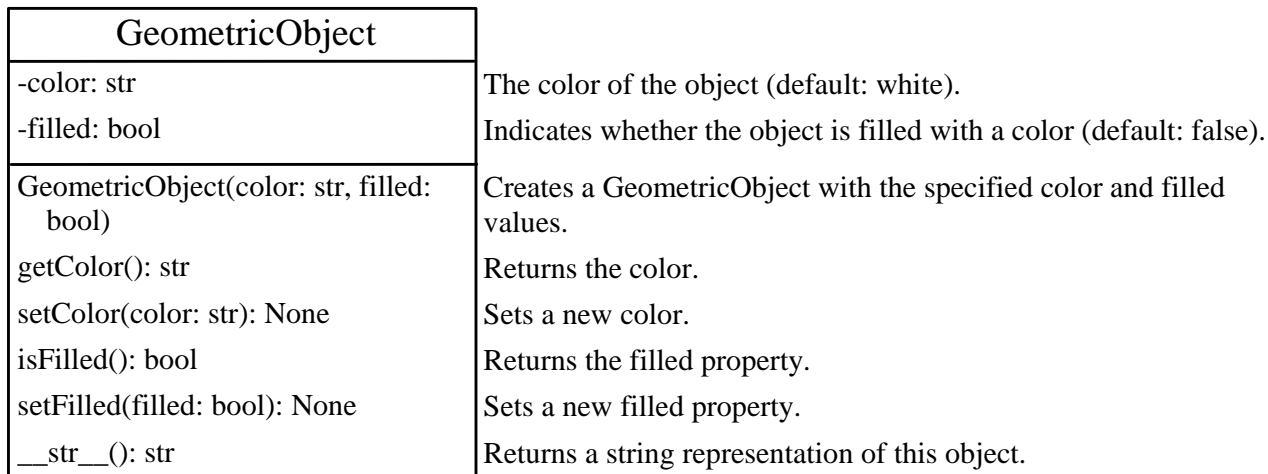 GeometricObject
-color: str
The color of the object (default: white).
-filled: bool
Indicates whether the object is filled with a color (default: false).
GeometricObject(color: str, filled:
bool)
Creates a GeometricObject with the specified color and filled
values.
getColor(): str
Returns the color.
setColor(color: str): None
Sets a new color.
isFilled(): bool
Returns the filled property.
setFilled(filled: bool): None
Sets a new filled property.
__str__(): str
Returns a string representation of this object.